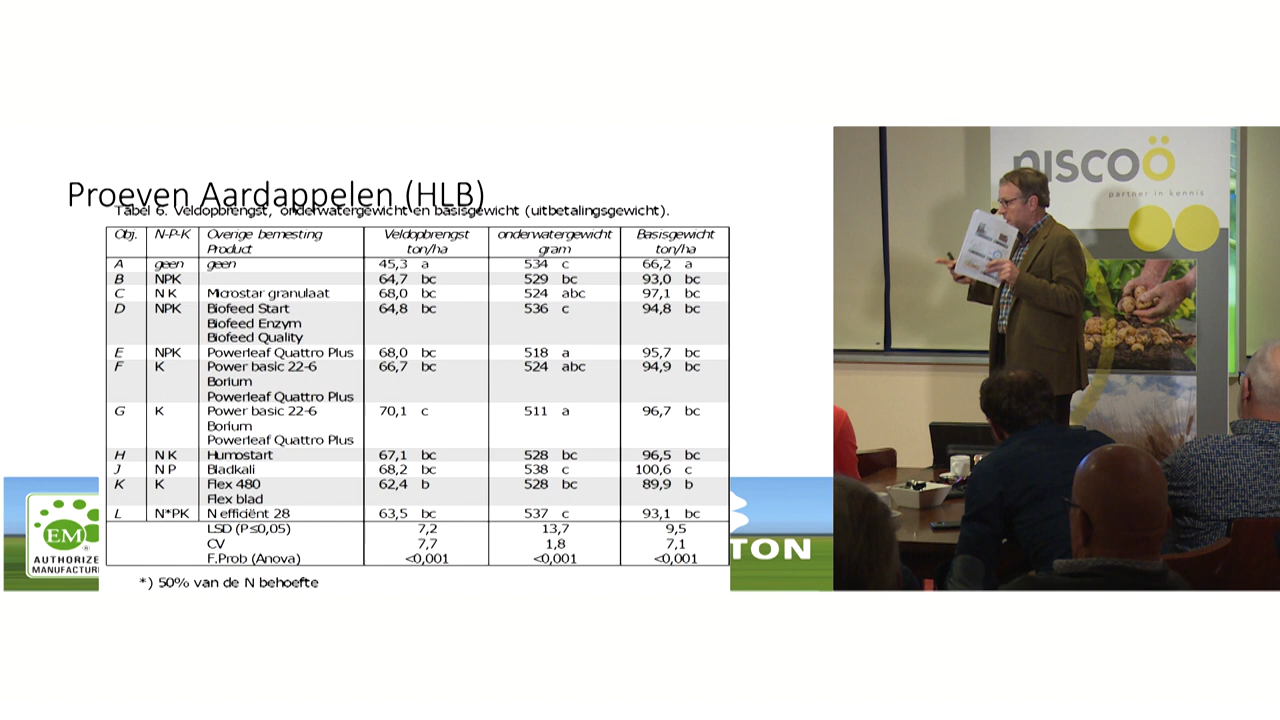 Proeven Aardappelen (HLB)
Tabel 6. Veldopbrengst, onderwatergewicht en basisgewicht (uitbetalingsgewicht).
Obj. N-P-K Overige bemesting Veldopbrengst onderwatergewicht Basisgewicht
Product ton/ha gram ton/ha
A geen geen 45,3 a 534 c 66,2 a
B NPK 64,7 bc 529 bc 93,0 bc
C N K Microstar granulaat 68,0 bc 524 abc 97,1 bc
D NPK Biofeed Start 64,8 bc 536 c 94,8 bc
Biofeed Enzym
Biofeed Quality
E NPK Powerleaf Quattro Plus 68,0 bc 518 a 95,7 bc
F K Power basic 22-6 66,7 bc 524 abc 94,9 bc
Borium
Powerleaf Quattro Plus
G K Power basic 22-6 70,1 c 511 a 96,7 bc
Borium
Powerleaf Quattro Plus
H N K Humostart 67,1 bc 528 bc 96,5 bc
J N P Bladkali 68,2 bc 538 c 100,6 c
K K Flex 480 62,4 b 528 bc 89,9 b
Flex blad
L N*PK N efficiënt 28 63,5 bc 537 c 93,1 bc
LSD (P≤0,05) 7,2 13,7 9,5
CV 7,7 1,8 7,1
F.Prob (Anova) <0,001 <0,001 <0,001
*) 50% van de N behoefte
EM
®
AUTHORIZE
MANUFACTUR
TON
niscoö
partner in kennis